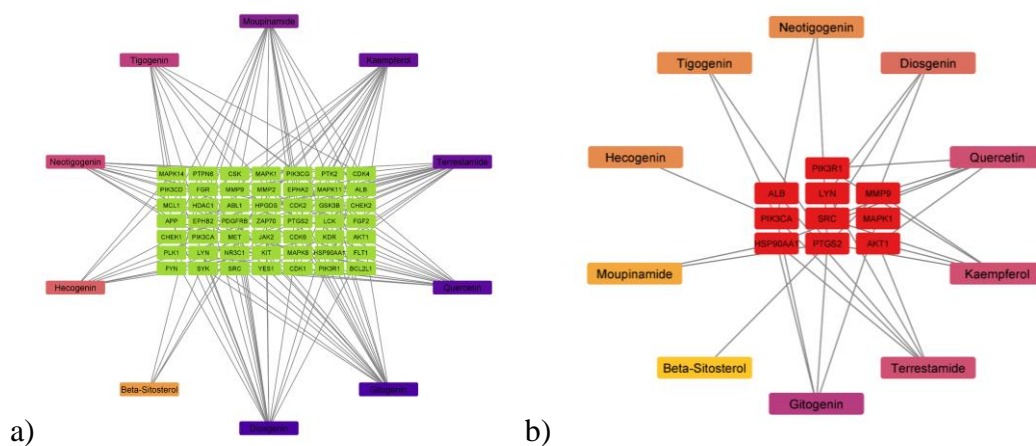 Moupinamide
Tigogenin
Kaempferol
Neotigogenin
Terrestamide
MAPK14 PTPN6 CSK MAPK1 PIK3CG PTK2 CDK4
PIK3CD FGR MMP9 MMP2 EPHA2 MAPK11 ALB
MCL1 HDAC1 ABL1 HPGDS CDK2 GSK3B CHEK2
APP EPHB2 PDGFRB ZAP70 PTGS2 LCK FGF2
CHEK1 PIK3CA MET JAK2 CDK6 KDR AKT1
PLK1 LYN NR3C1 KIT MAPK8 HSP90AA1 FLT1
FYN SYK SRC YES1 CDK1 PIK3R1 BCL2L1
Hecogenin
Quercetin
Beta-Sitosterol
Gitogenin
Diosgenin
a)
Neotigogenin
Tigogenin
Diosgenin
Hecogenin
Quercetin
PIK3R1
ALB LYN MMP9
PIK3CA SRC MAPK1
HSP90AA1 PTGS2 AKT1
Moupinamide
Kaempferol
Beta-Sitosterol
Terrestamide
Gitogenin
b)